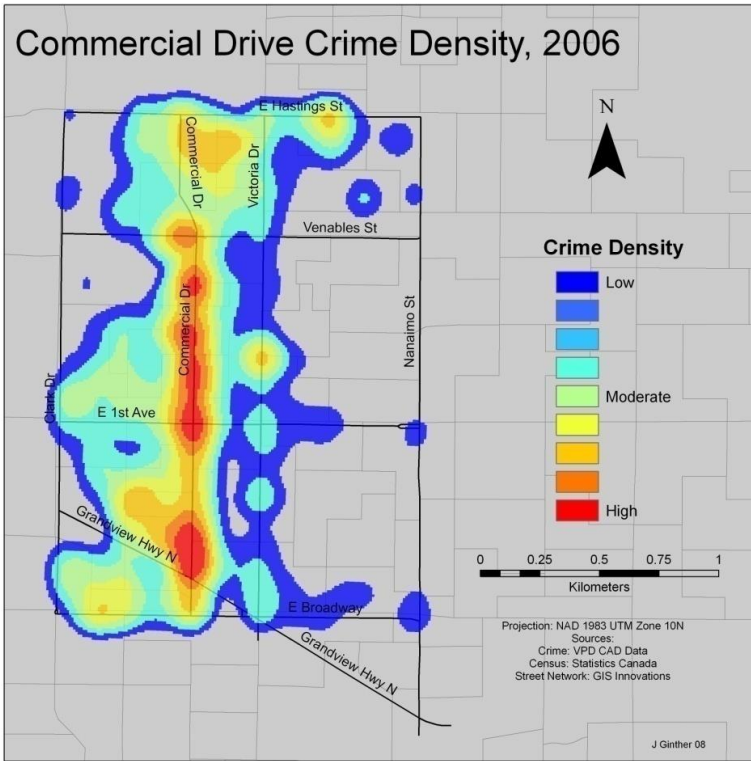 Commercial Drive Crime Density, 2006
E Hastings St
N
Commercial Dr
Victoria Dr
Venables St
Crime Density
Low
Commercial Dr
Nanaimo St
Clark Dr
Moderate
E 1st Ave
High
Grandview Hwy N
0 0.25 0.5 0.75 1
Kilometers
E Broadway
Grandview Hwy N
Projection: NAD 1983 UTM Zone 10N
Sources:
Crime: VPD CAD Data
Census: Statistics Canada
Street Network: GIS Innovations
J Ginther 08